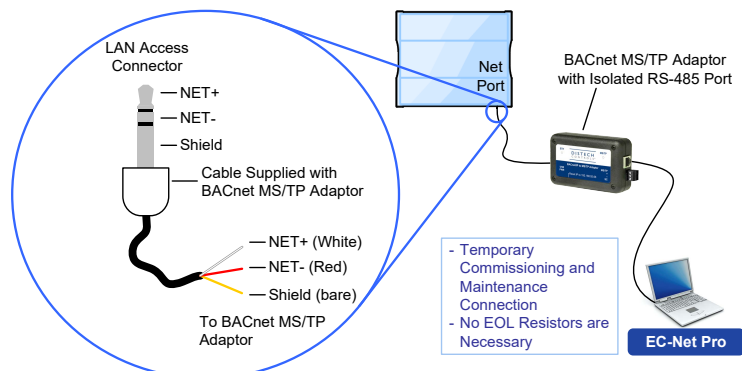 LAN Access
Connector
NET+
NET-
Shield
Cable Supplied with
BACnet MS/TP Adaptor
NET+ (White)
NET- (Red)
Shield (bare)
To BACnet MS/TP
Adaptor
Net
Port
BACnet MS/TP Adaptor
with Isolated RS-485 Port
DISTECH
- Temporary
Commissioning and
Maintenance
Connection
- No EOL Resistors are
Necessary
EC-Net Pro